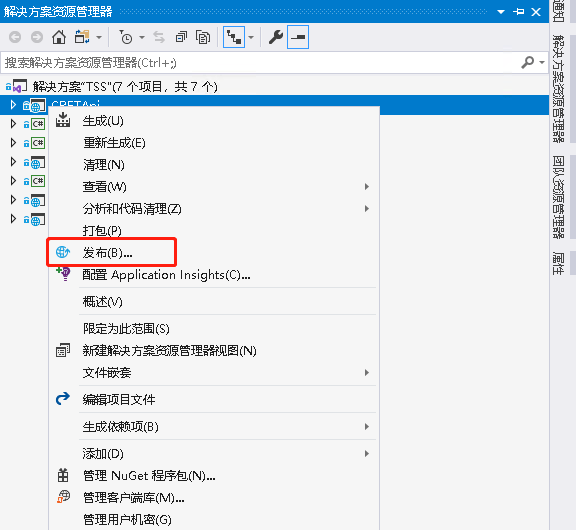 解决方案资源管理器
搜索解决方案资源管理器(Ctrl+;)
解决方案"TSS"(7 个项目，共 7 个)
C#
C#
C#
生成(U)
重新生成(E)
清理(N)
查看(W)
分析和代码清理(Z)
打包(P)
发布(B)...
配置 Application Insights(C)...
概述(V)
限定为此范围(S)
新建解决方案资源管理器视图(N)
文件嵌套
编辑项目文件
生成依赖项(B)
添加(D)
管理 NuGet 程序包(N)...
管理客户端库(M)...
管理用户机密(G)
通知
解决方案资源管理器
团队资源管理器
属性